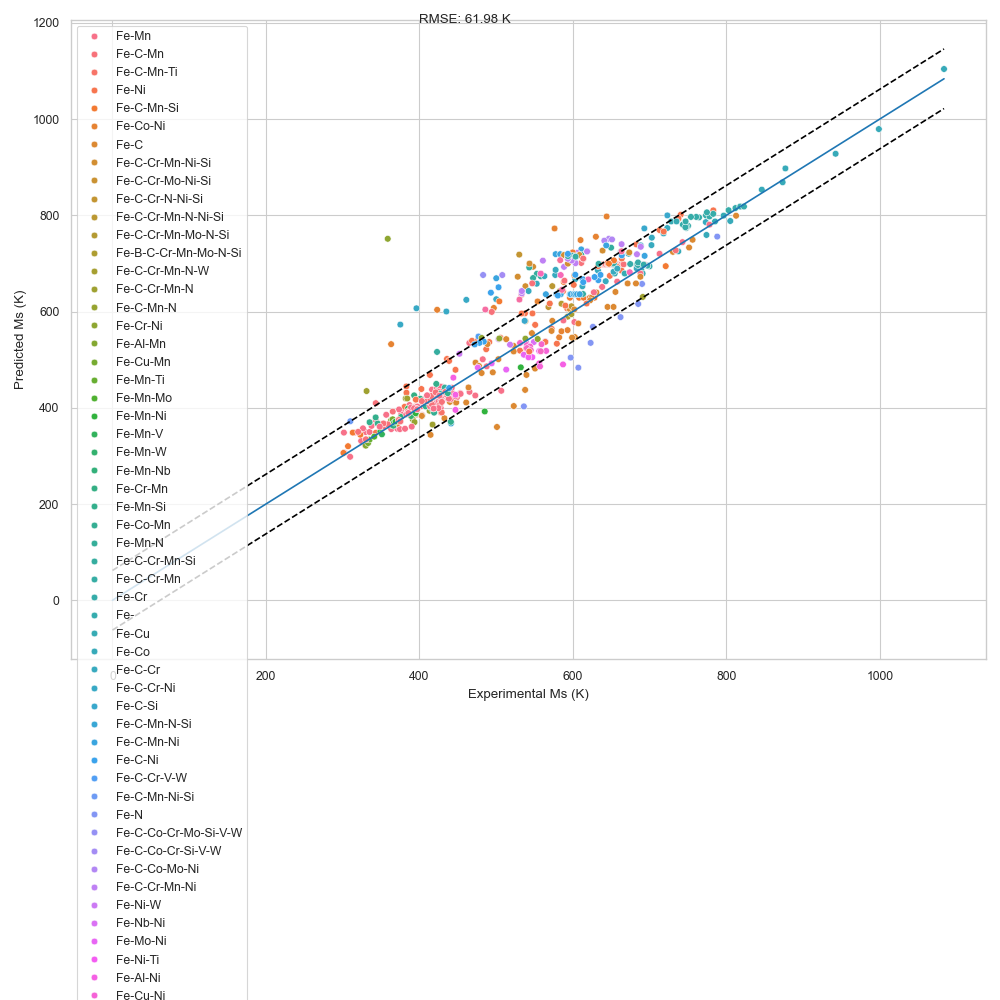 RMSE: 61.98 K
1200
1000
800
600
400
200
0
Predicted Ms (K)
0
200
400
600
800
1000
Experimental Ms (K)
Fe-Mn
Fe-C-Mn
Fe-C-Mn-Ti
Fe-Ni
Fe-C-Mn-Si
Fe-Co-Ni
Fe-C
Fe-C-Cr-Mn-Ni-Si
Fe-C-Cr-Mo-Ni-Si
Fe-C-Cr-N-Ni-Si
Fe-C-Cr-Mn-N-Ni-Si
Fe-C-Cr-Mn-Mo-N-Si
Fe-B-C-Cr-Mn-Mo-N-Si
Fe-C-Cr-Mn-N-W
Fe-C-Cr-Mn-N
Fe-C-Mn-N
Fe-Cr-Ni
Fe-Al-Mn
Fe-Cu-Mn
Fe-Mn-Ti
Fe-Mn-Mo
Fe-Mn-Ni
Fe-Mn-V
Fe-Mn-W
Fe-Mn-Nb
Fe-Cr-Mn
Fe-Mn-Si
Fe-Co-Mn
Fe-Mn-N
Fe-C-Cr-Mn-Si
Fe-C-Cr-Mn
Fe-Cr
Fe-
Fe-Cu
Fe-Co
Fe-C-Cr
Fe-C-Cr-Ni
Fe-C-Si
Fe-C-Mn-N-Si
Fe-C-Mn-Ni
Fe-C-Ni
Fe-C-Cr-V-W
Fe-C-Mn-Ni-Si
Fe-N
Fe-C-Co-Cr-Mo-Si-V-W
Fe-C-Co-Cr-Si-V-W
Fe-C-Co-Mo-Ni
Fe-C-Cr-Mn-Ni
Fe-Ni-W
Fe-Nb-Ni
Fe-Mo-Ni
Fe-Ni-Ti
Fe-Al-Ni
Fe-Cu-Ni